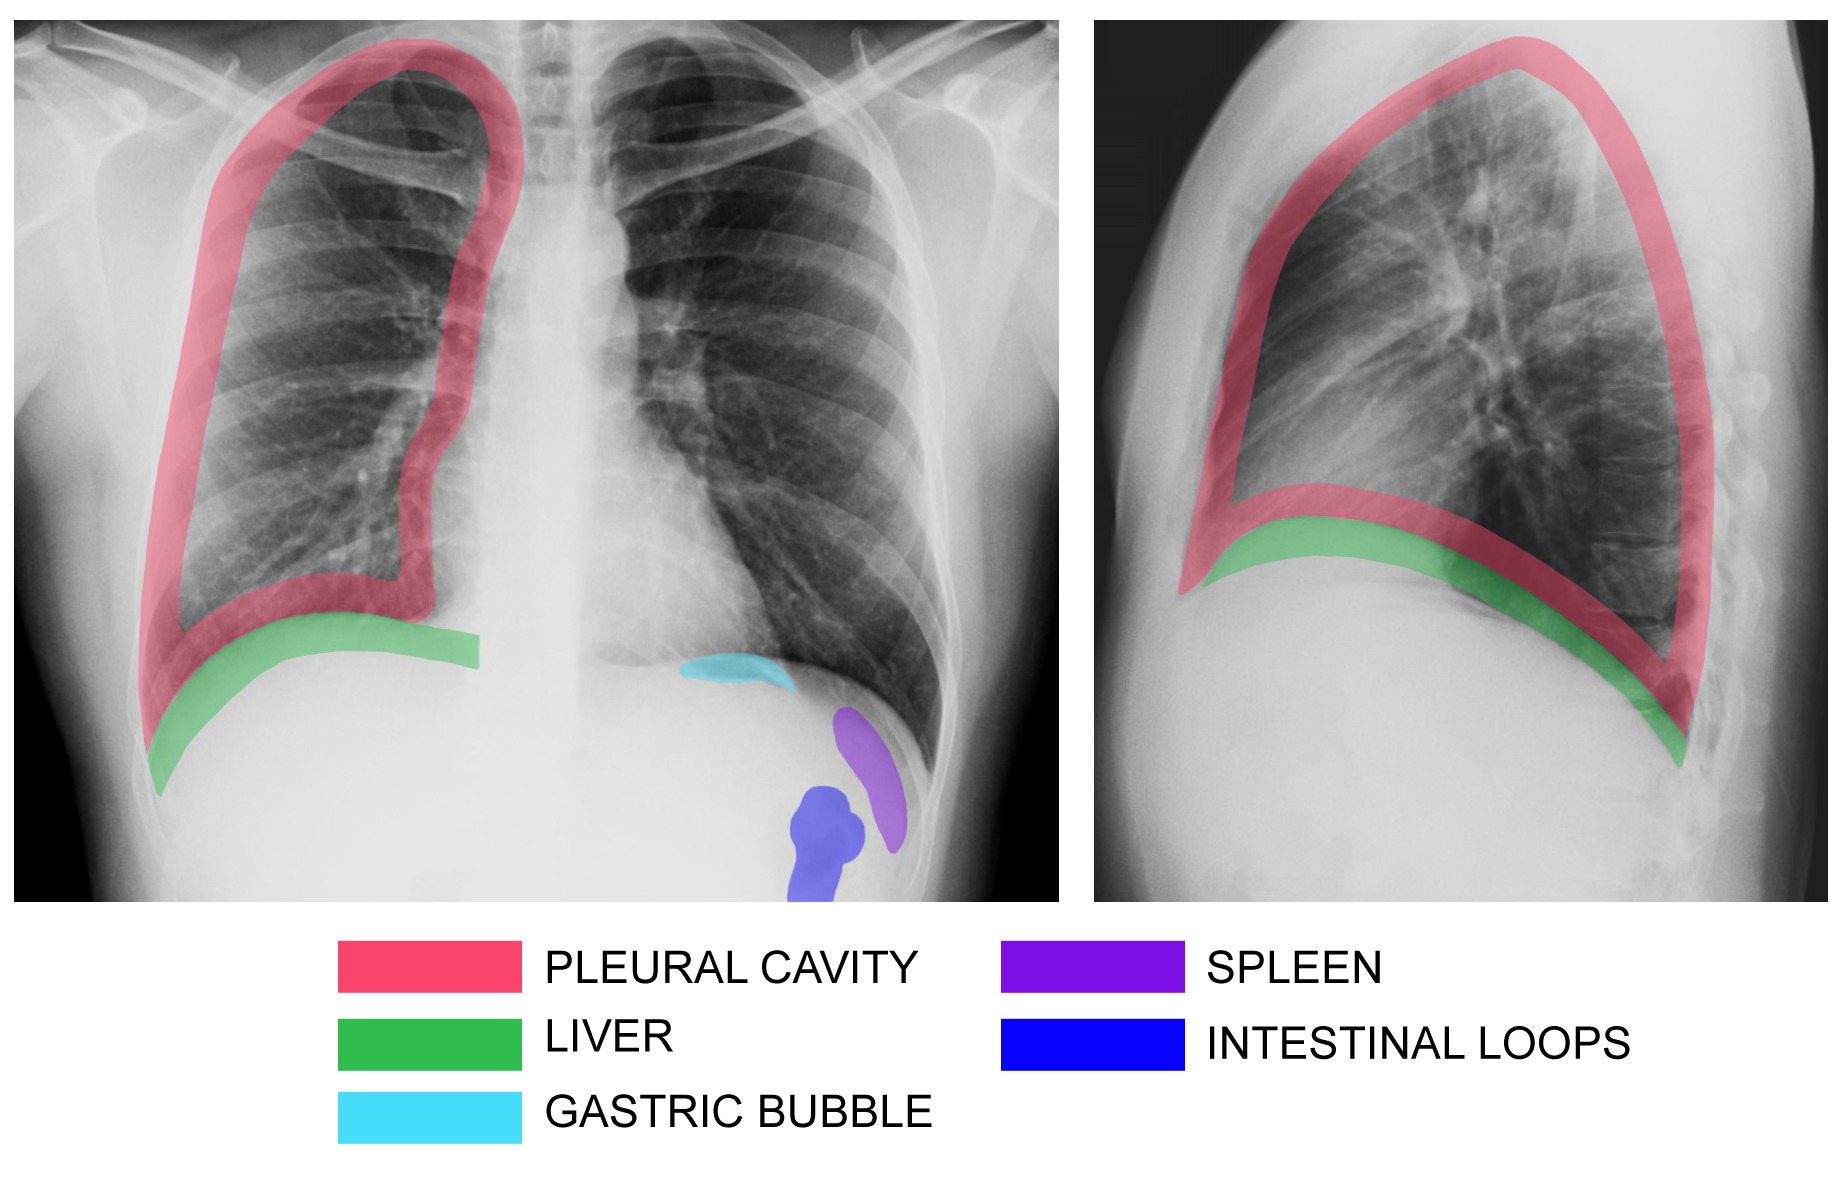 PLEURAL CAVITY
LIVER
GASTRIC BUBBLE
SPLEEN
INTESTINAL LOOPS